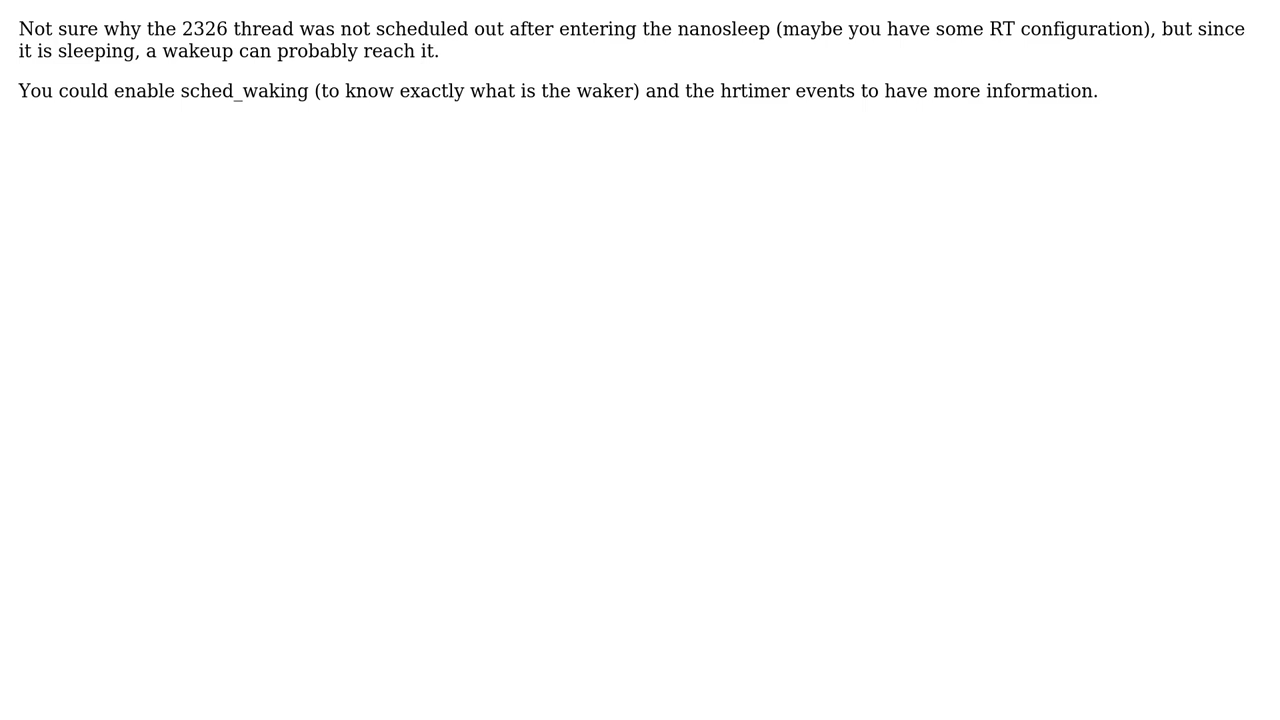 Not sure why the 2326 thread was not scheduled out after entering the nanosleep (maybe you have some RT configuration), but since
it is sleeping, a wakeup can probably reach it.
You could enable sched_waking (to know exactly what is the waker) and the hrtimer events to have more information.